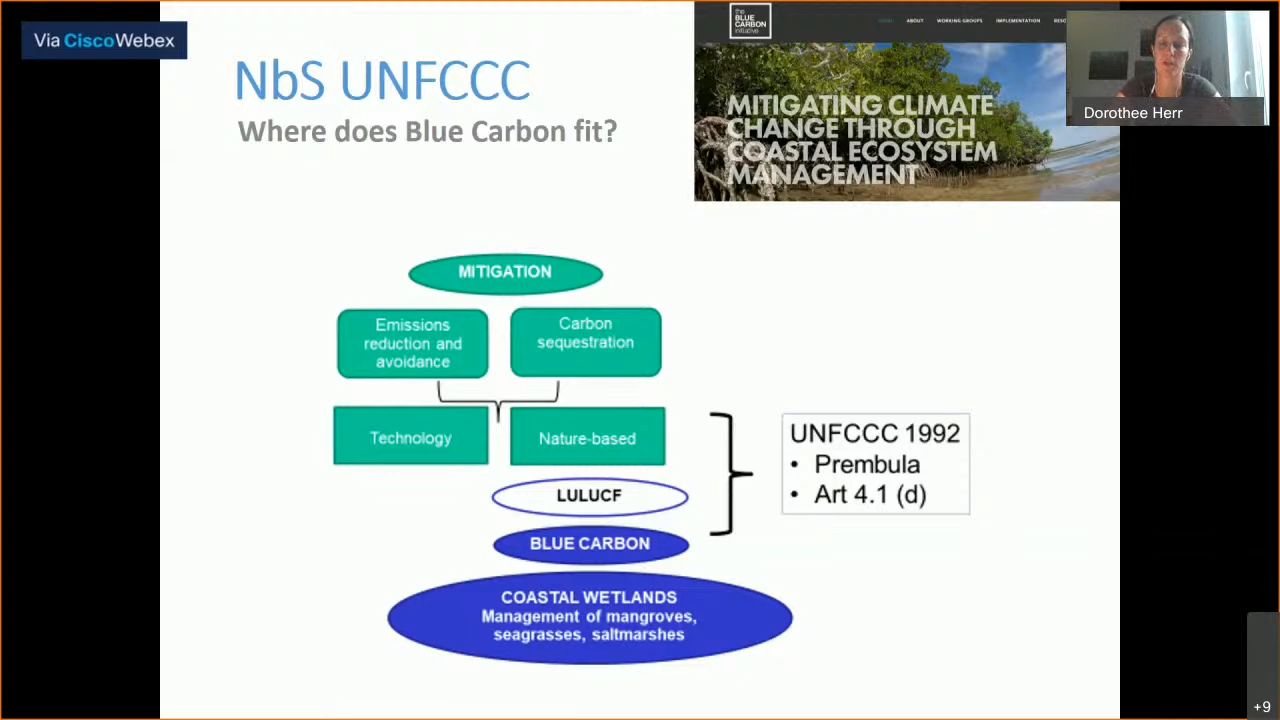 Via CiscoWebex
NbS UNFCCC
Where does Blue Carbon fit?
the
BLUE
CARBON
initiative
HOME
ABOUT
WORKING GROUPS
IMPLEMENTATION
MITIGATING CLIMATE
CHANGE THROUGH
COASTAL ECOSYSTEM
MANAGEMENT
Dorothee Herr
MITIGATION
Emissions
reduction and
avoidance
Carbon
sequestration
Technology
Nature-based
LULUCF
BLUE CARBON
COASTAL WETLANDS
Management of mangroves,
seagrasses, saltmarshes
UNFCCC 1992
• Prembula
• Art 4.1 (d)
+9